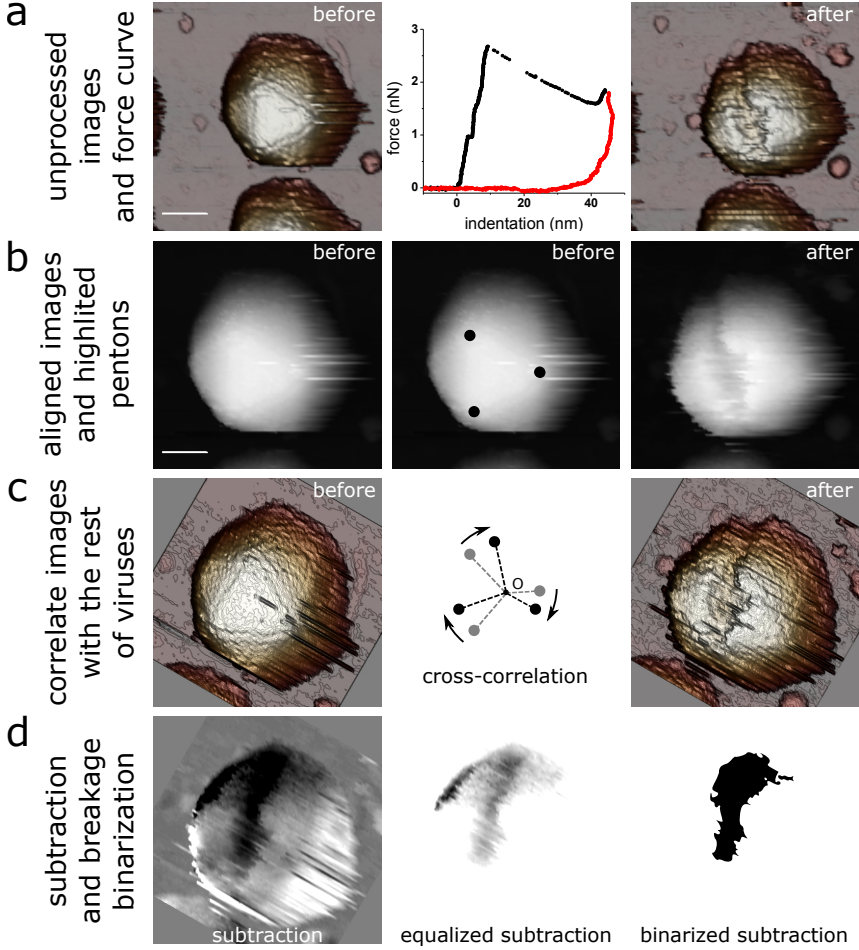 a
unprocessed
images
and force curve
before
3
2
1
0
force (nN)
0
20
40
indentation (nm)
after
b
aligned images
and highlited
pentons
before
before
after
c
correlate images
with the rest
of viruses
before
O
cross-correlation
after
d
subtraction
and breakage
binarization
subtraction
equalized subtraction
binarized subtraction